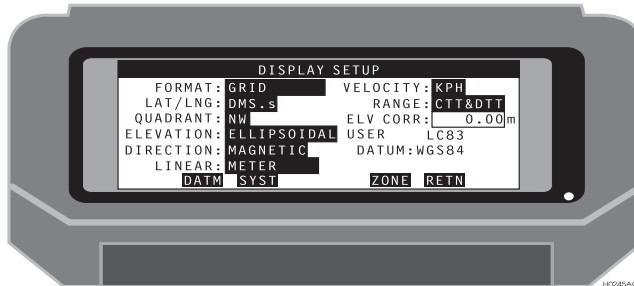 DISPLAY SETUP
FORMAT: GRID VELOCITY: KPH
LAT/LNG: DMS.s RANGE: CTT&DTT
QUADRANT: NW ELV CORR: 0.00m
ELEVATION: ELLIPSOIDAL USER LC83
DIRECTION: MAGNETIC DATUM:WGS84
LINEAR: METER
DATM SYST ZONE RETN